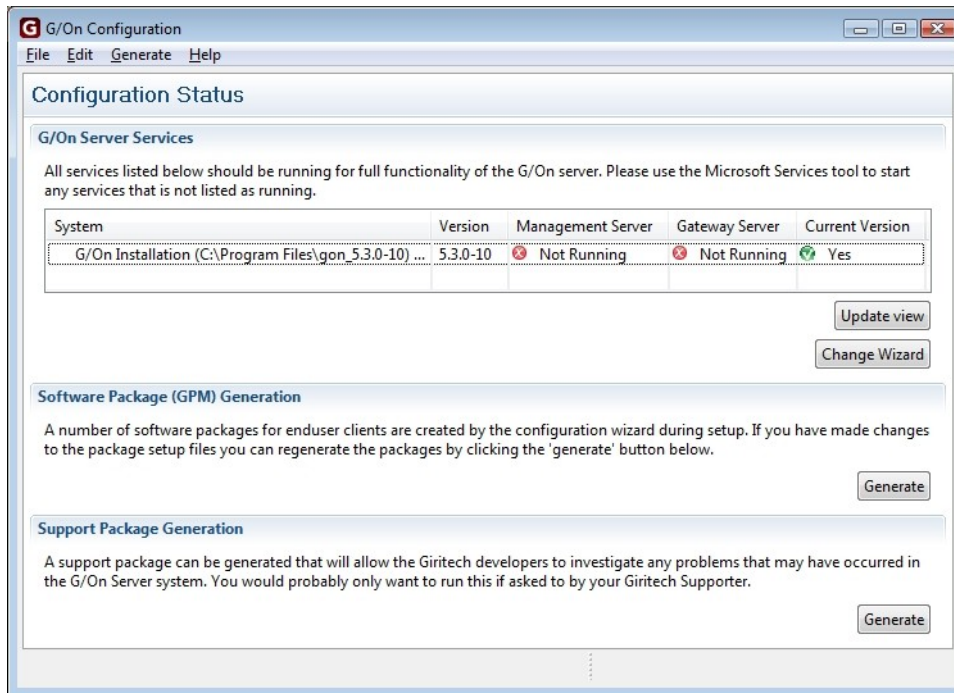 G G/On Configuration
File Edit Generate Help
Configuration Status
G/On Server Services
All services listed below should be running for full functionality of the G/On server. Please use the Microsoft Services tool to start
any services that is not listed as running.
System Version Management Server Gateway Server Current Version
G/On Installation (C:\Program Files\gon_5.3.0-10) ... 5.3.0-10 Not Running Not Running Yes
Update view
Change Wizard
Software Package (GPM) Generation
A number of software packages for enduser clients are created by the configuration wizard during setup. If you have made changes
to the package setup files you can regenerate the packages by clicking the 'generate' button below.
Generate
Support Package Generation
A support package can be generated that will allow the Giritech developers to investigate any problems that may have occurred in
the G/On Server system. You would probably only want to run this if asked to by your Giritech Supporter.
Generate